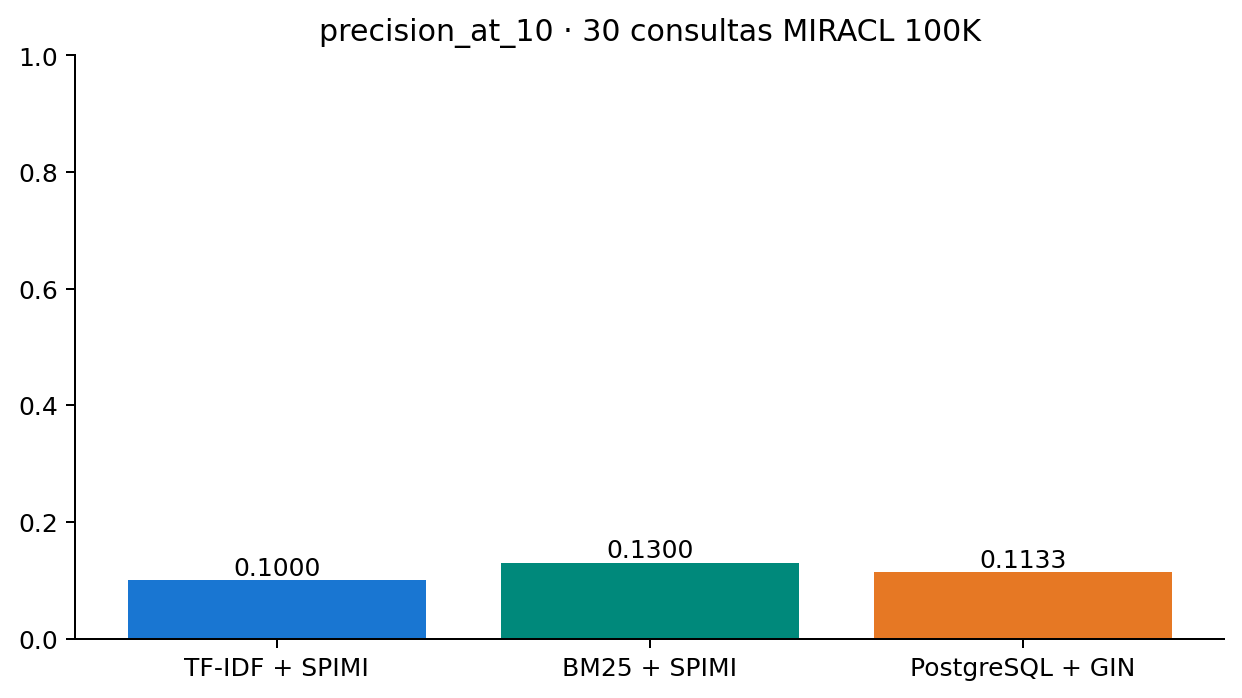 precision_at_10 · 30 consultas MIRACL 100K
1.0
0.8
0.6
0.4
0.2
0.0
0.1000
0.1300
0.1133
TF-IDF + SPIMI
BM25 + SPIMI
PostgreSQL + GIN